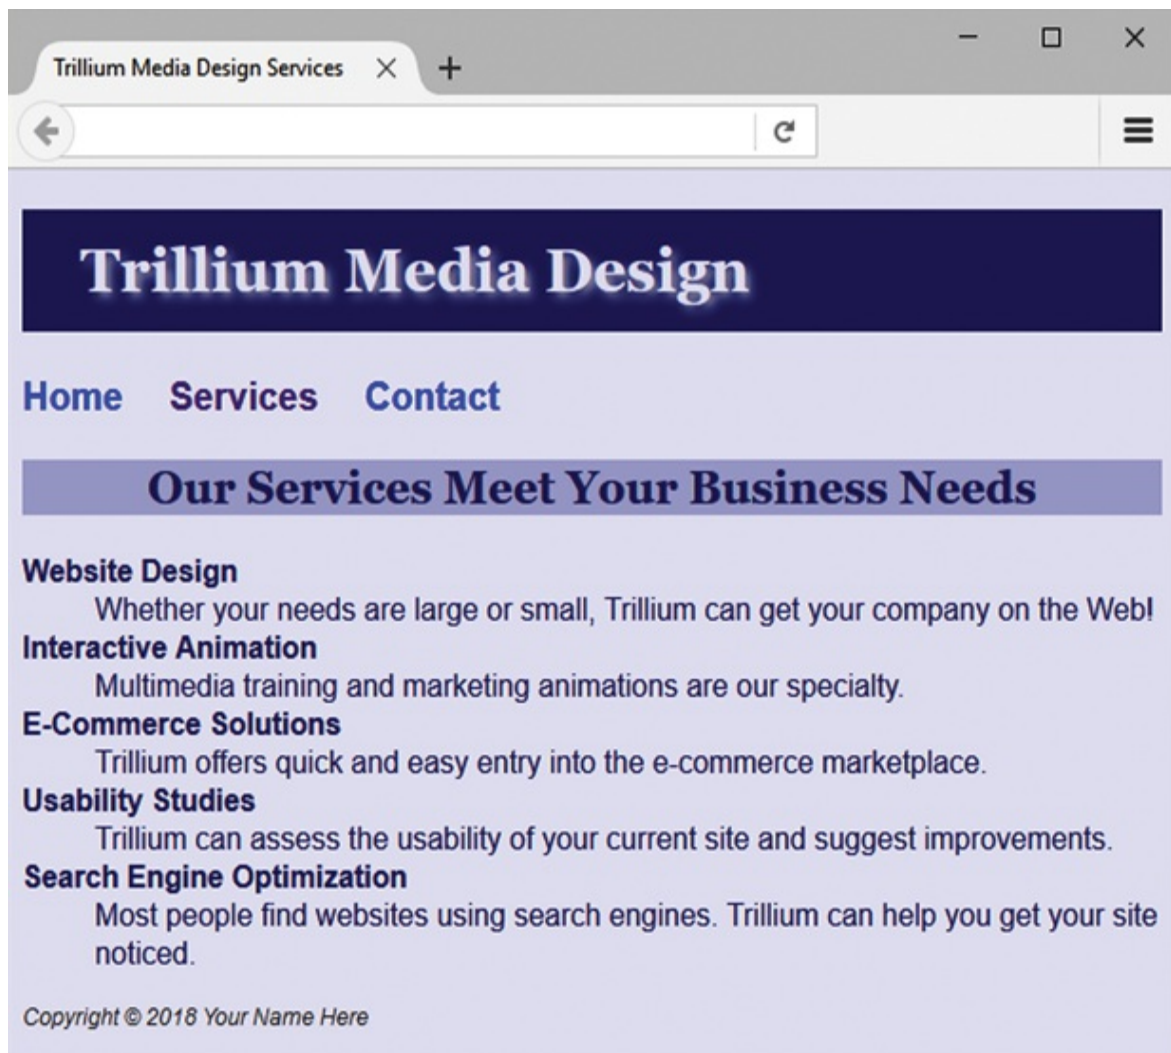 Trillium Media Design Services
Trillium Media Design
Home Services Contact
Our Services Meet Your Business Needs
Website Design
Whether your needs are large or small, Trillium can get your company on the Web!
Interactive Animation
Multimedia training and marketing animations are our specialty.
E-Commerce Solutions
Trillium offers quick and easy entry into the e-commerce marketplace.
Usability Studies
Trillium can assess the usability of your current site and suggest improvements.
Search Engine Optimization
Most people find websites using search engines. Trillium can help you get your site
noticed.
Copyright © 2018 Your Name Here